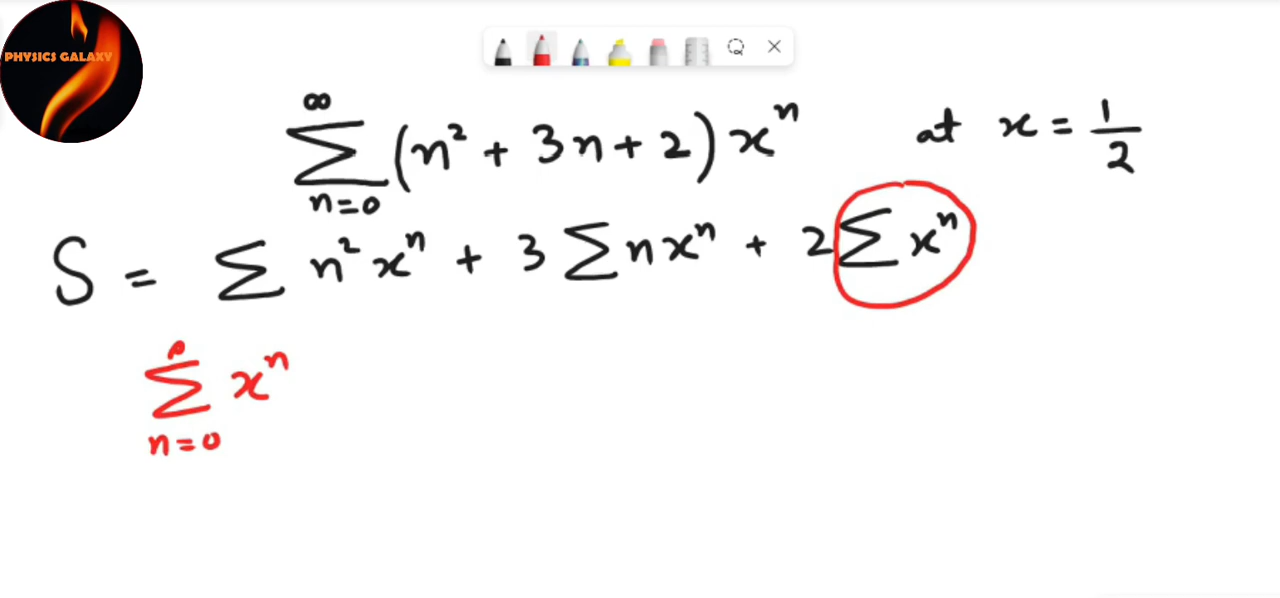 PHYSICS GALAXY
∞
∑ (n² + 3n + 2) xⁿ at x = 1/2
n=0
S = ∑ n² xⁿ + 3 ∑ n xⁿ + 2 ∑ xⁿ
∑ xⁿ
n=0